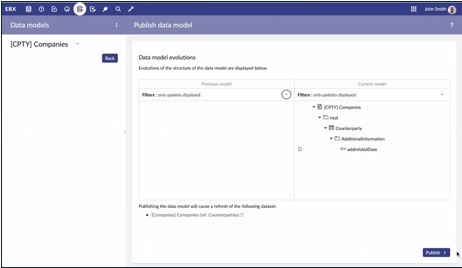 EBX
John Smith
Data models
Publish data model
[CPTY] Companies
Back
Data model evolutions
Evolutions of the structure of the data model are displayed below.
Previous model
Current model
Filters : only updates displayed
Filters : only updates displayed
[CPTY] Companies
root
Counterparty
AdditionalInformation
addInfoValDate
Publishing the data model will cause a refresh of the following dataset:
[Companies] Companies (ref. Counterparties)
Publish